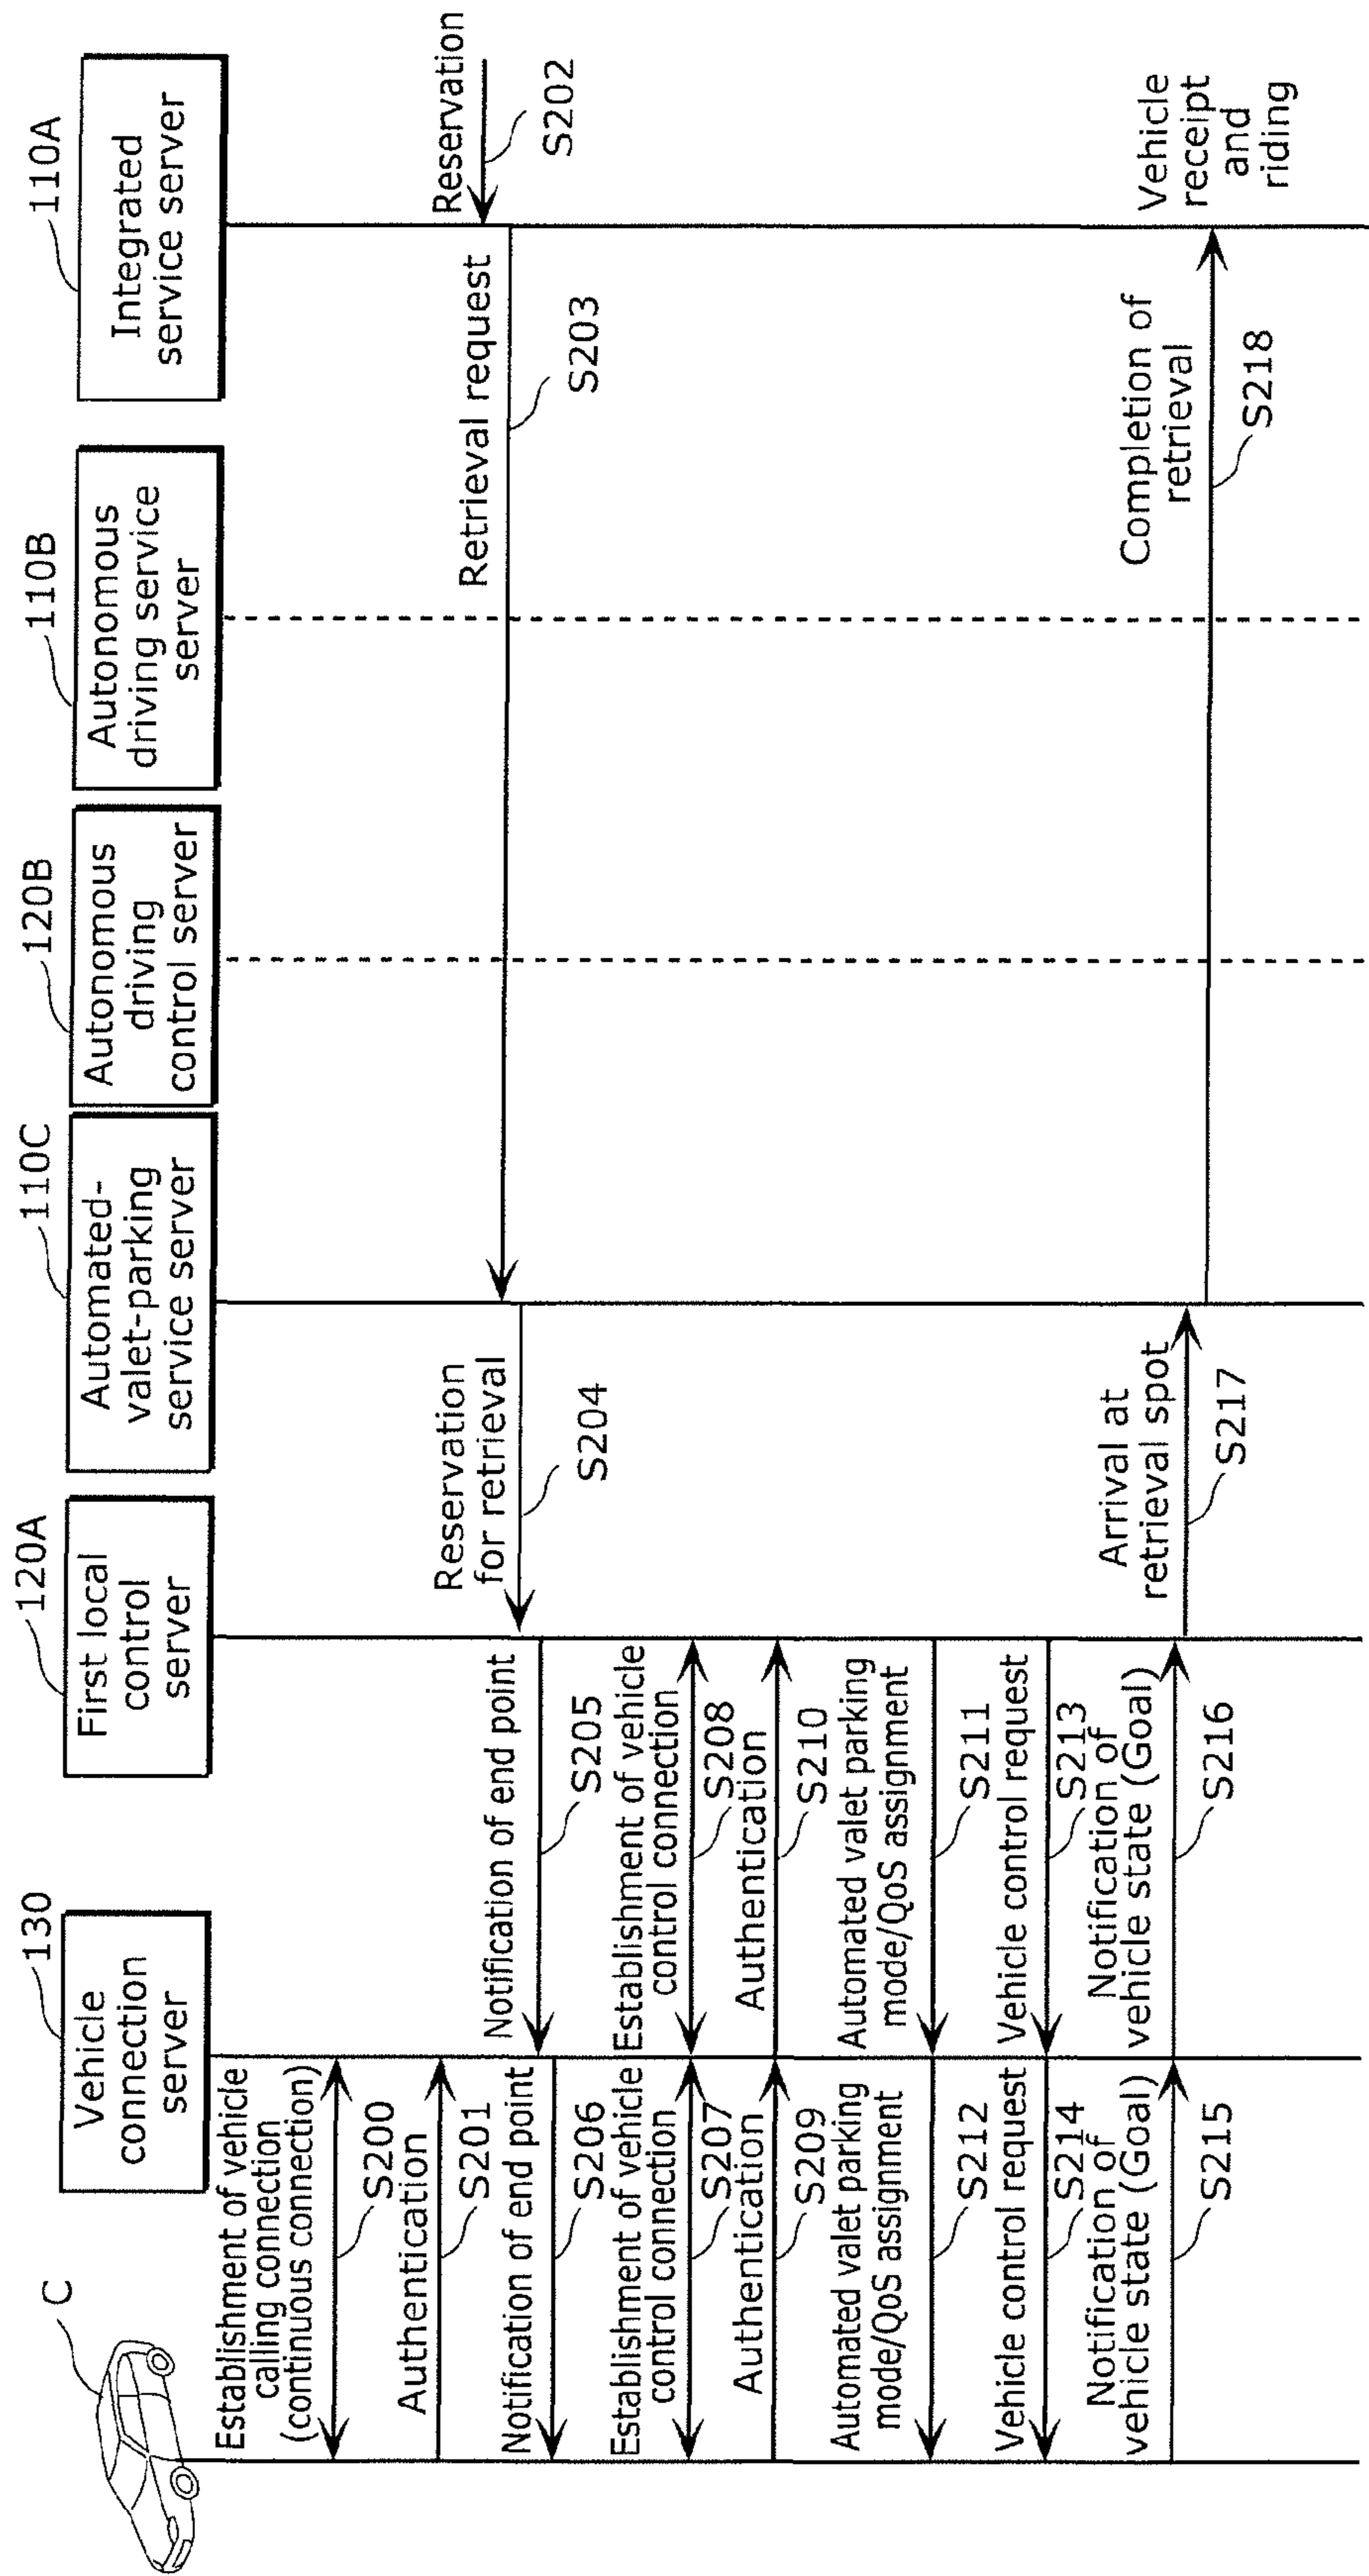 C
130
Vehicle
connection
server
120A
First local
control
server
110C
Automated-
valet-parking
service server
120B
Autonomous
driving
control server
110B
Autonomous
driving service
server
110A
Integrated
service server
Establishment of vehicle
calling connection
(continuous connection)
S200
Authentication
S201
Reservation
S202
Retrieval request
S203
Reservation
for retrieval
S204
Notification of end point
S205
Notification of end point
S206
Establishment of vehicle
control connection
S207
Establishment of vehicle
control connection
S208
Authentication
S209
Authentication
S210
Automated valet parking
mode/QoS assignment
S211
Automated valet parking
mode/QoS assignment
S212
Vehicle control request
S213
Vehicle control request
S214
Notification of
vehicle state (Goal)
S215
Notification of
vehicle state (Goal)
S216
Arrival at
retrieval spot
S217
Completion of
retrieval
S218
Vehicle
receipt
and
riding